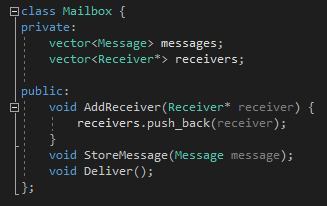 class Mailbox {
private:
    vector<Message> messages;
    vector<Receiver*> receivers;

public:
    void AddReceiver(Receiver* receiver) {
        receivers.push_back(receiver);
    }
    void StoreMessage(Message message);
    void Deliver();
};